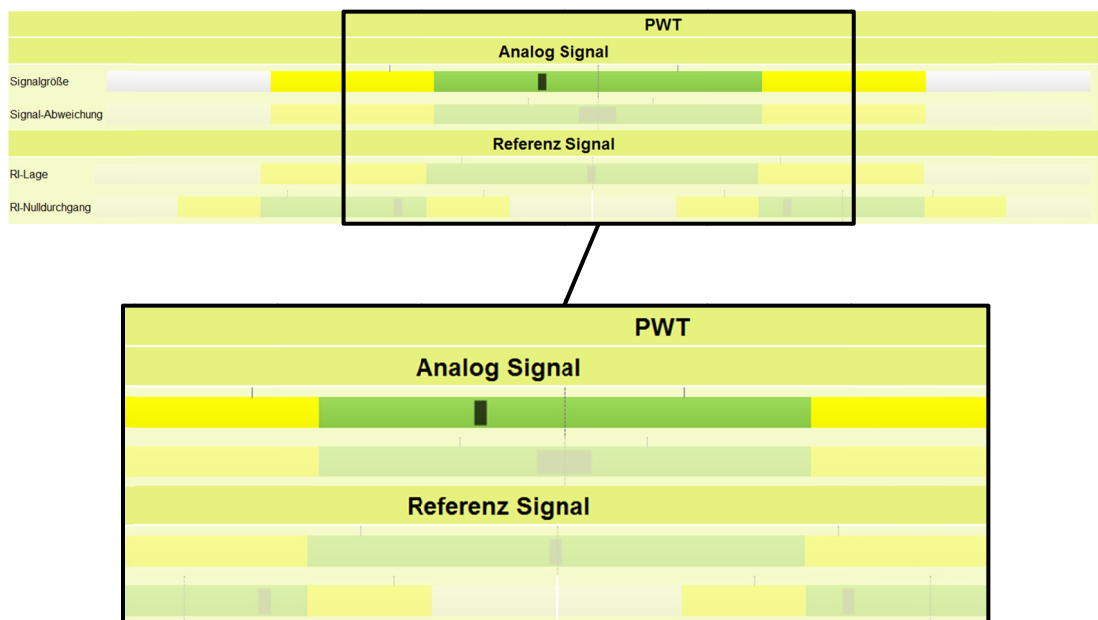 PWT
Analog Signal
Signalgröße
Signal-Abweichung
Referenz Signal
RI-Lage
RI-Nulldurchgang
PWT
Analog Signal
Referenz Signal